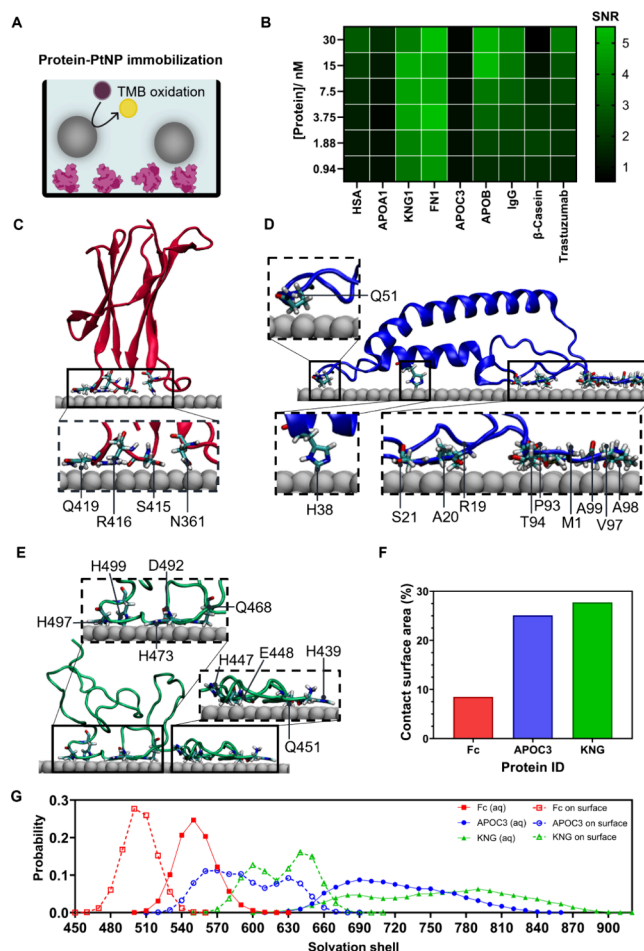 A
Protein-PtNP immobilization
TMB oxidation
B
SNR
[Protein]/ nM
30
15
7.5
3.75
1.88
0.94
HSA
APOA1
KNG1
FN1
APOC3
APOB
IgG
β-Casein
Trastuzumab
5
4
3
2
1
C
Q419
R416
S415
N361
D
Q51
H38
S21
A20
R19
T94
P93
M1
A99
V97
A98
E
H499
D492
H497
Q468
H473
H447
E448
H439
Q451
F
Contact surface area (%)
30
20
10
0
Fc
APOC3
KNG
Protein ID
G
Probability
0.3
0.2
0.1
0.0
Fc (aq)
Fc on surface
APOC3 (aq)
APOC3 on surface
KNG (aq)
KNG on surface
450 480 510 540 570 600 630 660 690 720 750 780 810 840 870 900
Solvation shell